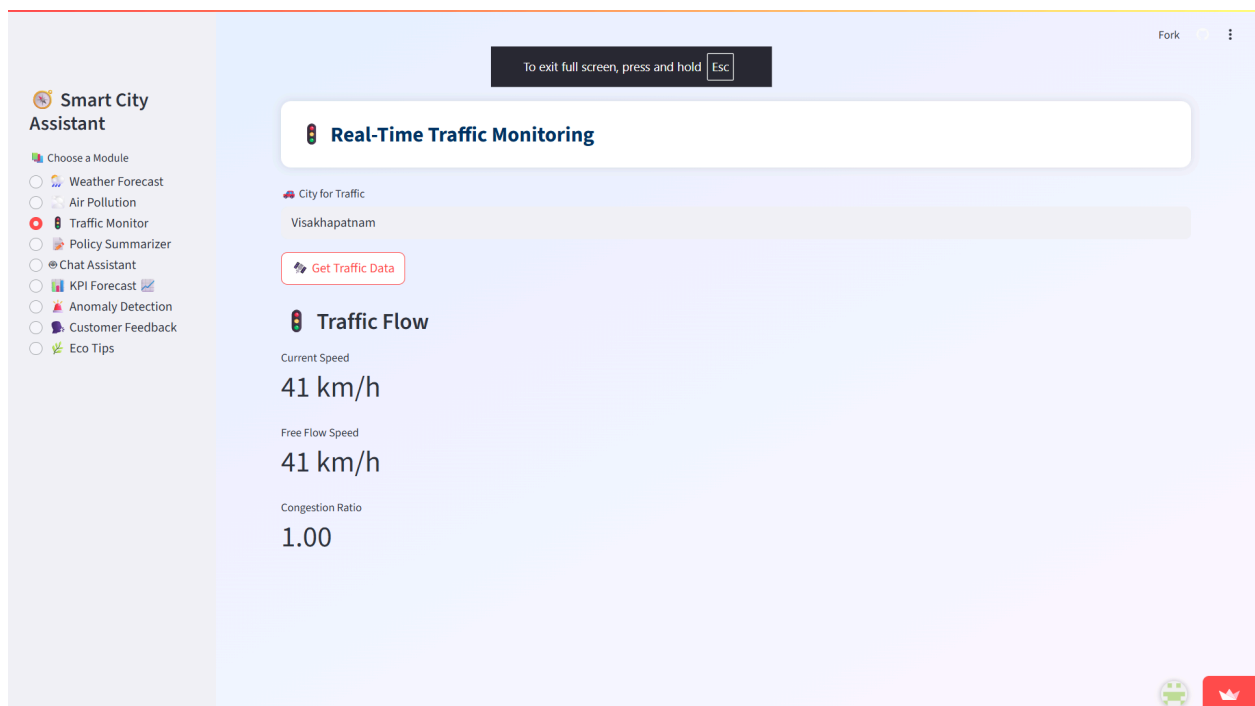 Fork
To exit full screen, press and hold Esc
Smart City
Assistant
Choose a Module
Weather Forecast
Air Pollution
Traffic Monitor
Policy Summarizer
Chat Assistant
KPI Forecast
Anomaly Detection
Customer Feedback
Eco Tips
Real-Time Traffic Monitoring
City for Traffic
Visakhapatnam
Get Traffic Data
Traffic Flow
Current Speed
41 km/h
Free Flow Speed
41 km/h
Congestion Ratio
1.00